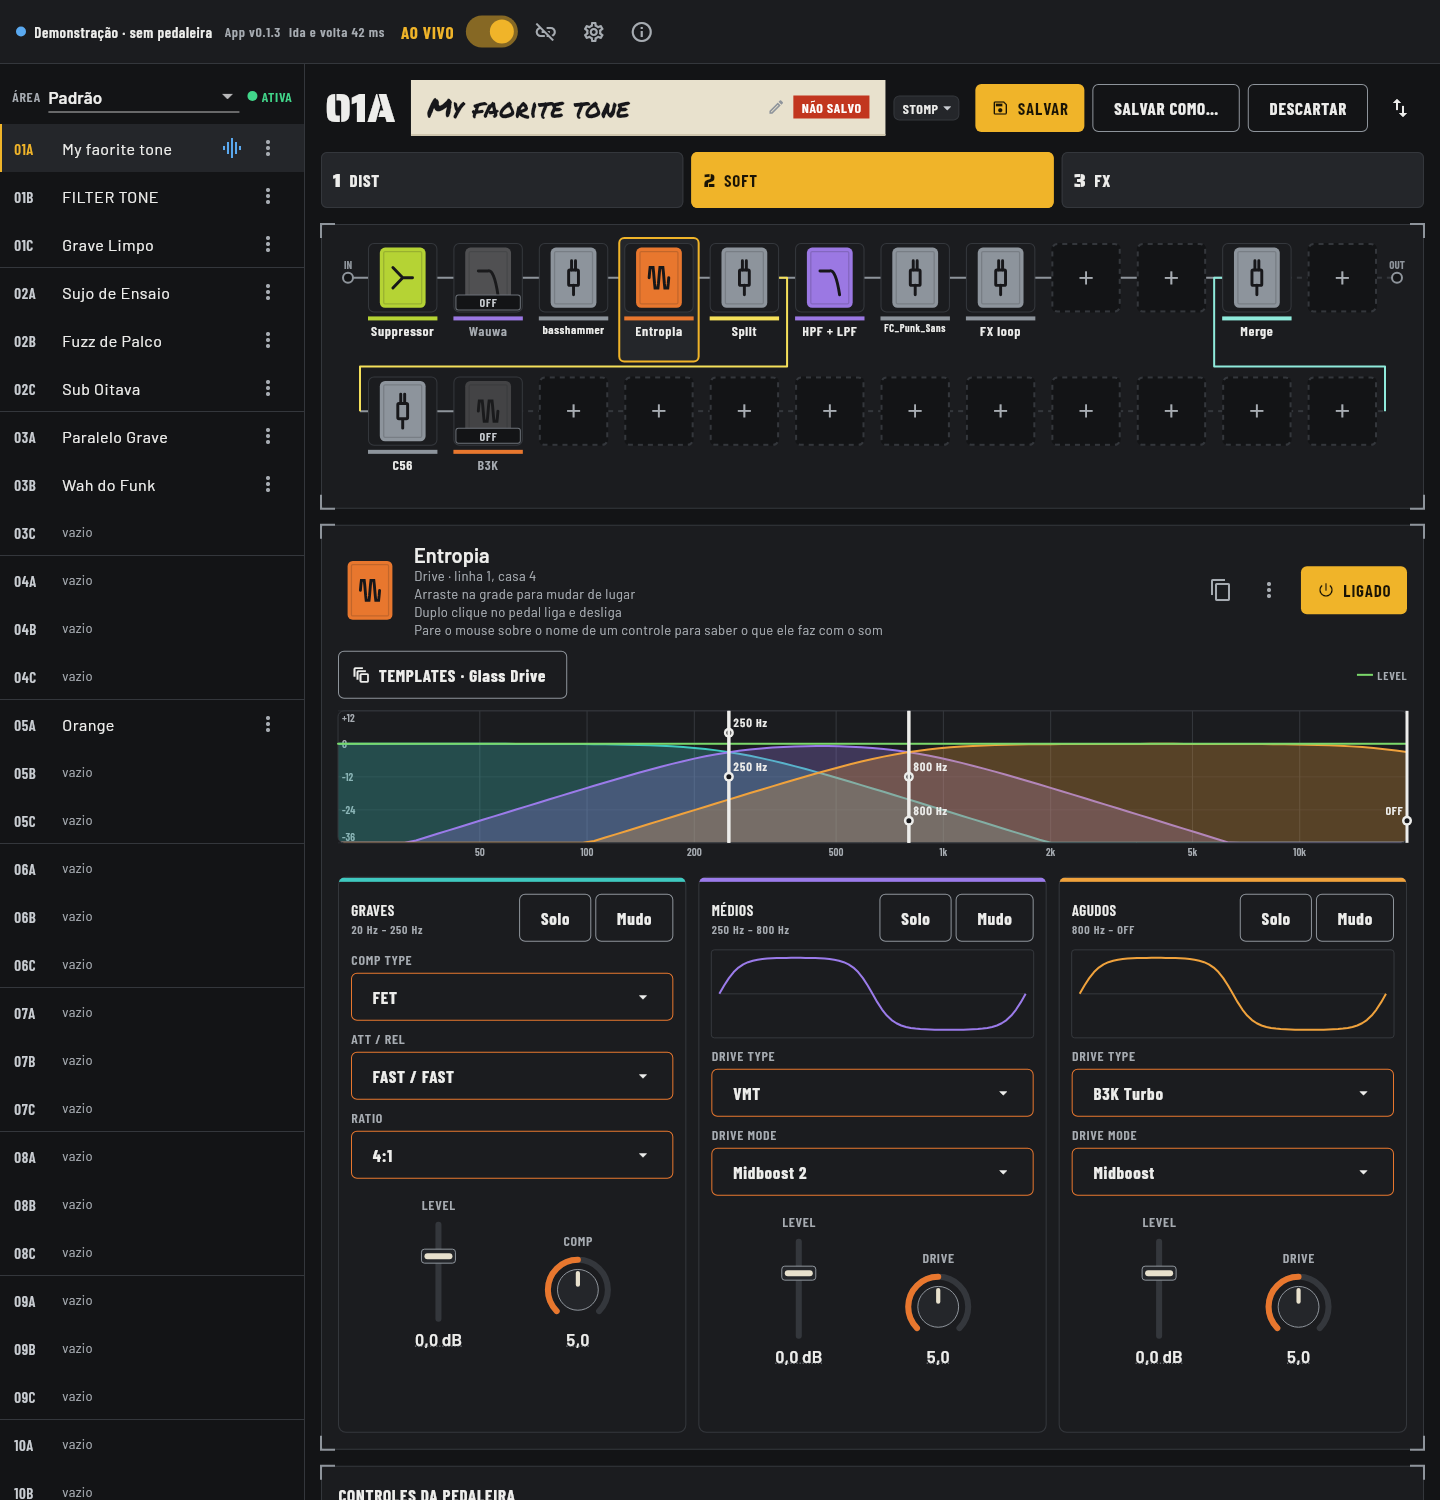 Demonstração · sem pedaleira App v0.1.3 Ida e volta 42 ms AO VIVO
ÁREA Padrão ATIVA
01A My faorite tone
01B FILTER TONE
01C Grave Limpo
02A Sujo de Ensaio
02B Fuzz de Palco
02C Sub Oitava
03A Paralelo Grave
03B Wah do Funk
03C vazio
04A vazio
04B vazio
04C vazio
05A Orange
05B vazio
05C vazio
06A vazio
06B vazio
06C vazio
07A vazio
07B vazio
07C vazio
08A vazio
08B vazio
08C vazio
09A vazio
09B vazio
09C vazio
10A vazio
10B vazio
01A My faorite tone NÃO SALVO STOMP SALVAR SALVAR COMO... DESCARTAR
1 DIST 2 SOFT 3 FX
IN OUT
OFF
Suppressor Wauwa basshammer Entropia Split HPF + LPF FC_Punk_Sans FX loop Merge
OFF
C56 B3K
Entropia
Drive · linha 1, casa 4
Arraste na grade para mudar de lugar
Duplo clique no pedal liga e desliga
Pare o mouse sobre o nome de um controle para saber o que ele faz com o som
LIGADO
TEMPLATES · Glass Drive LEVEL
+12 250 Hz
0
-12 250 Hz 800 Hz
-24 800 Hz OFF
-36
50 100 200 500 1k 2k 5k 10k
GRAVES Solo Mudo
20 Hz – 250 Hz
COMP TYPE
FET
ATT / REL
FAST / FAST
RATIO
4:1
LEVEL COMP
0,0 dB 5,0
MÉDIOS Solo Mudo
250 Hz – 800 Hz
DRIVE TYPE
VMT
DRIVE MODE
Midboost 2
LEVEL DRIVE
0,0 dB 5,0
AGUDOS Solo Mudo
800 Hz – OFF
DRIVE TYPE
B3K Turbo
DRIVE MODE
Midboost
LEVEL DRIVE
0,0 dB 5,0
CONTROLES DA PEDALEIRA